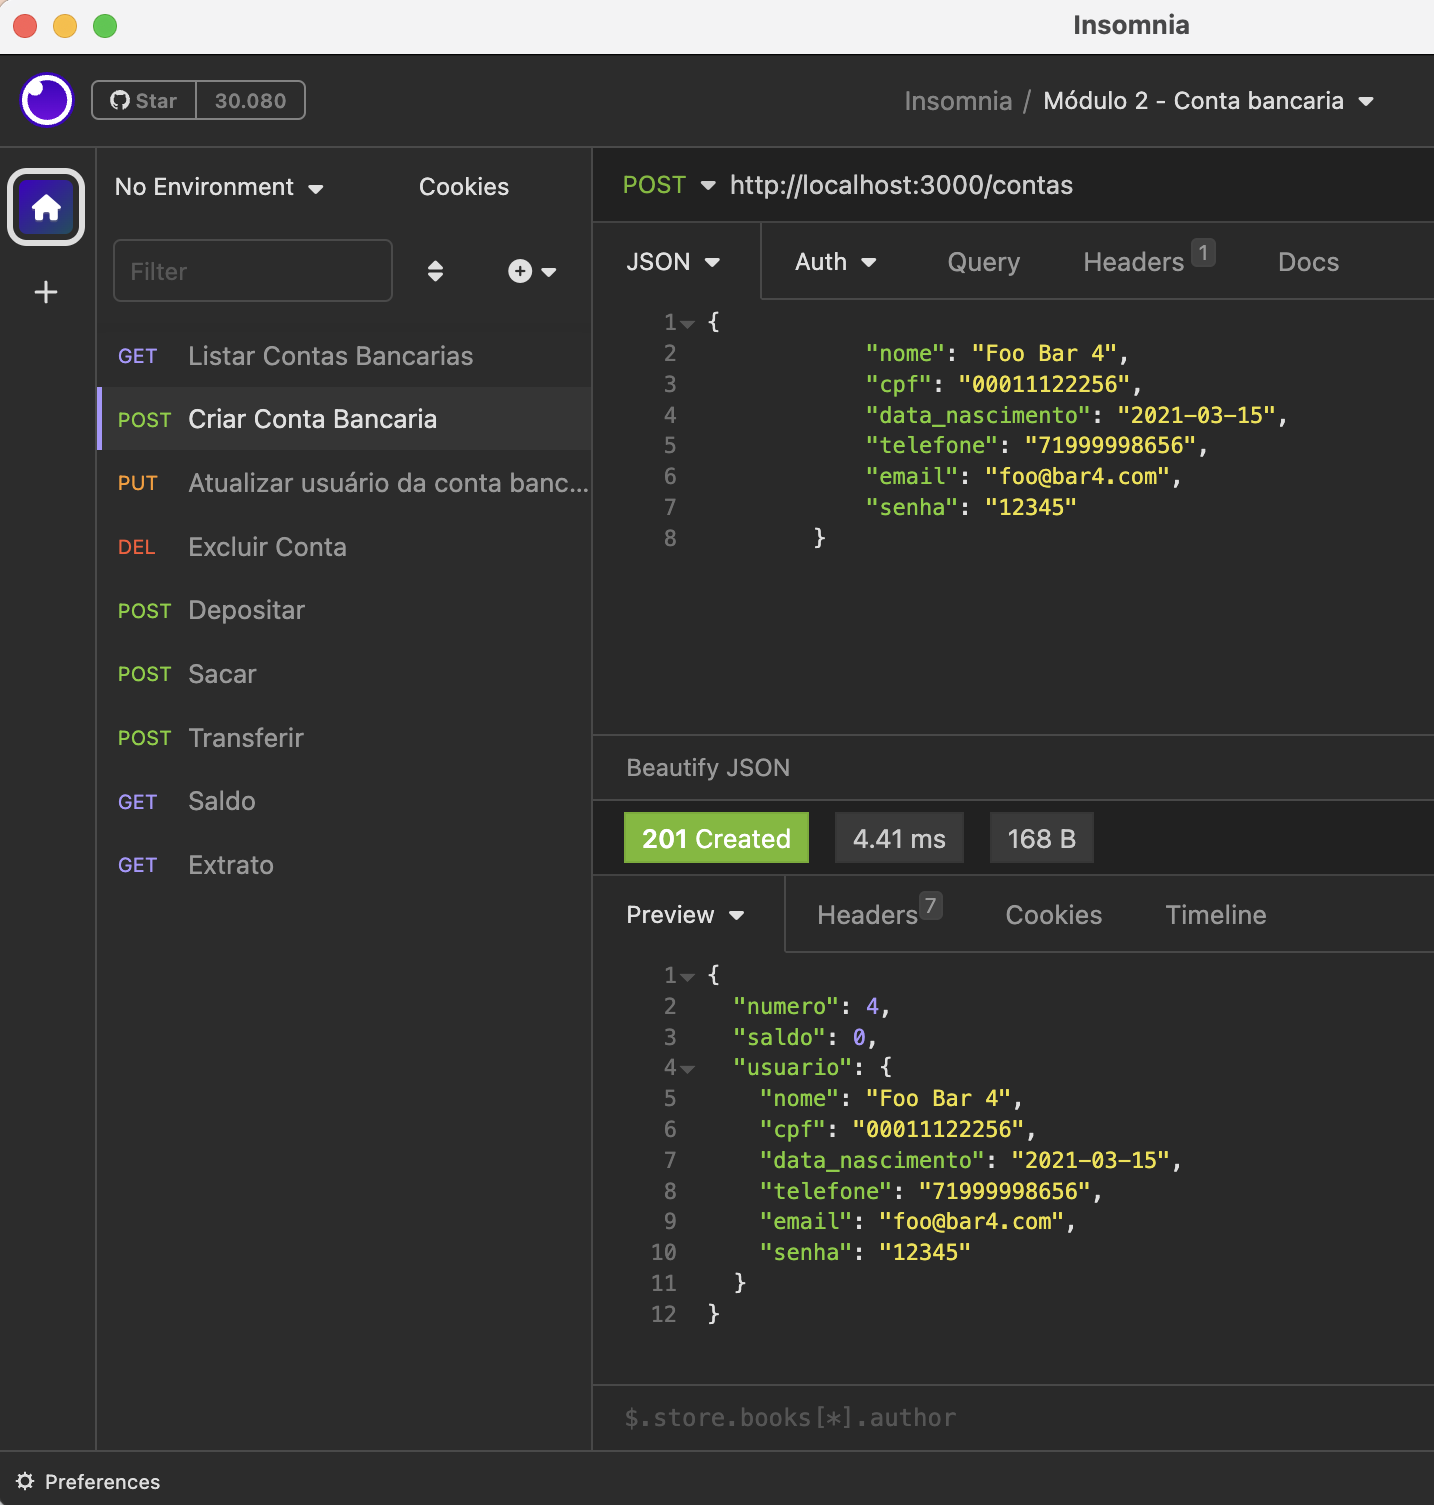 Insomnia
Star 30.080
Insomnia / Módulo 2 - Conta bancaria
No Environment Cookies
Filter
GET Listar Contas Bancarias
POST Criar Conta Bancaria
PUT Atualizar usuário da conta banc...
DEL Excluir Conta
POST Depositar
POST Sacar
POST Transferir
GET Saldo
GET Extrato
POST http://localhost:3000/contas
JSON Auth Query Headers 1 Docs
1 {
2 "nome": "Foo Bar 4",
3 "cpf": "00011122256",
4 "data_nascimento": "2021-03-15",
5 "telefone": "71999998656",
6 "email": "foo@bar4.com",
7 "senha": "12345"
8 }
Beautify JSON
201 Created 4.41 ms 168 B
Preview Headers 7 Cookies Timeline
1 {
2 "numero": 4,
3 "saldo": 0,
4 "usuario": {
5 "nome": "Foo Bar 4",
6 "cpf": "00011122256",
7 "data_nascimento": "2021-03-15",
8 "telefone": "71999998656",
9 "email": "foo@bar4.com",
10 "senha": "12345"
11 }
12 }
$.store.books[*].author
Preferences